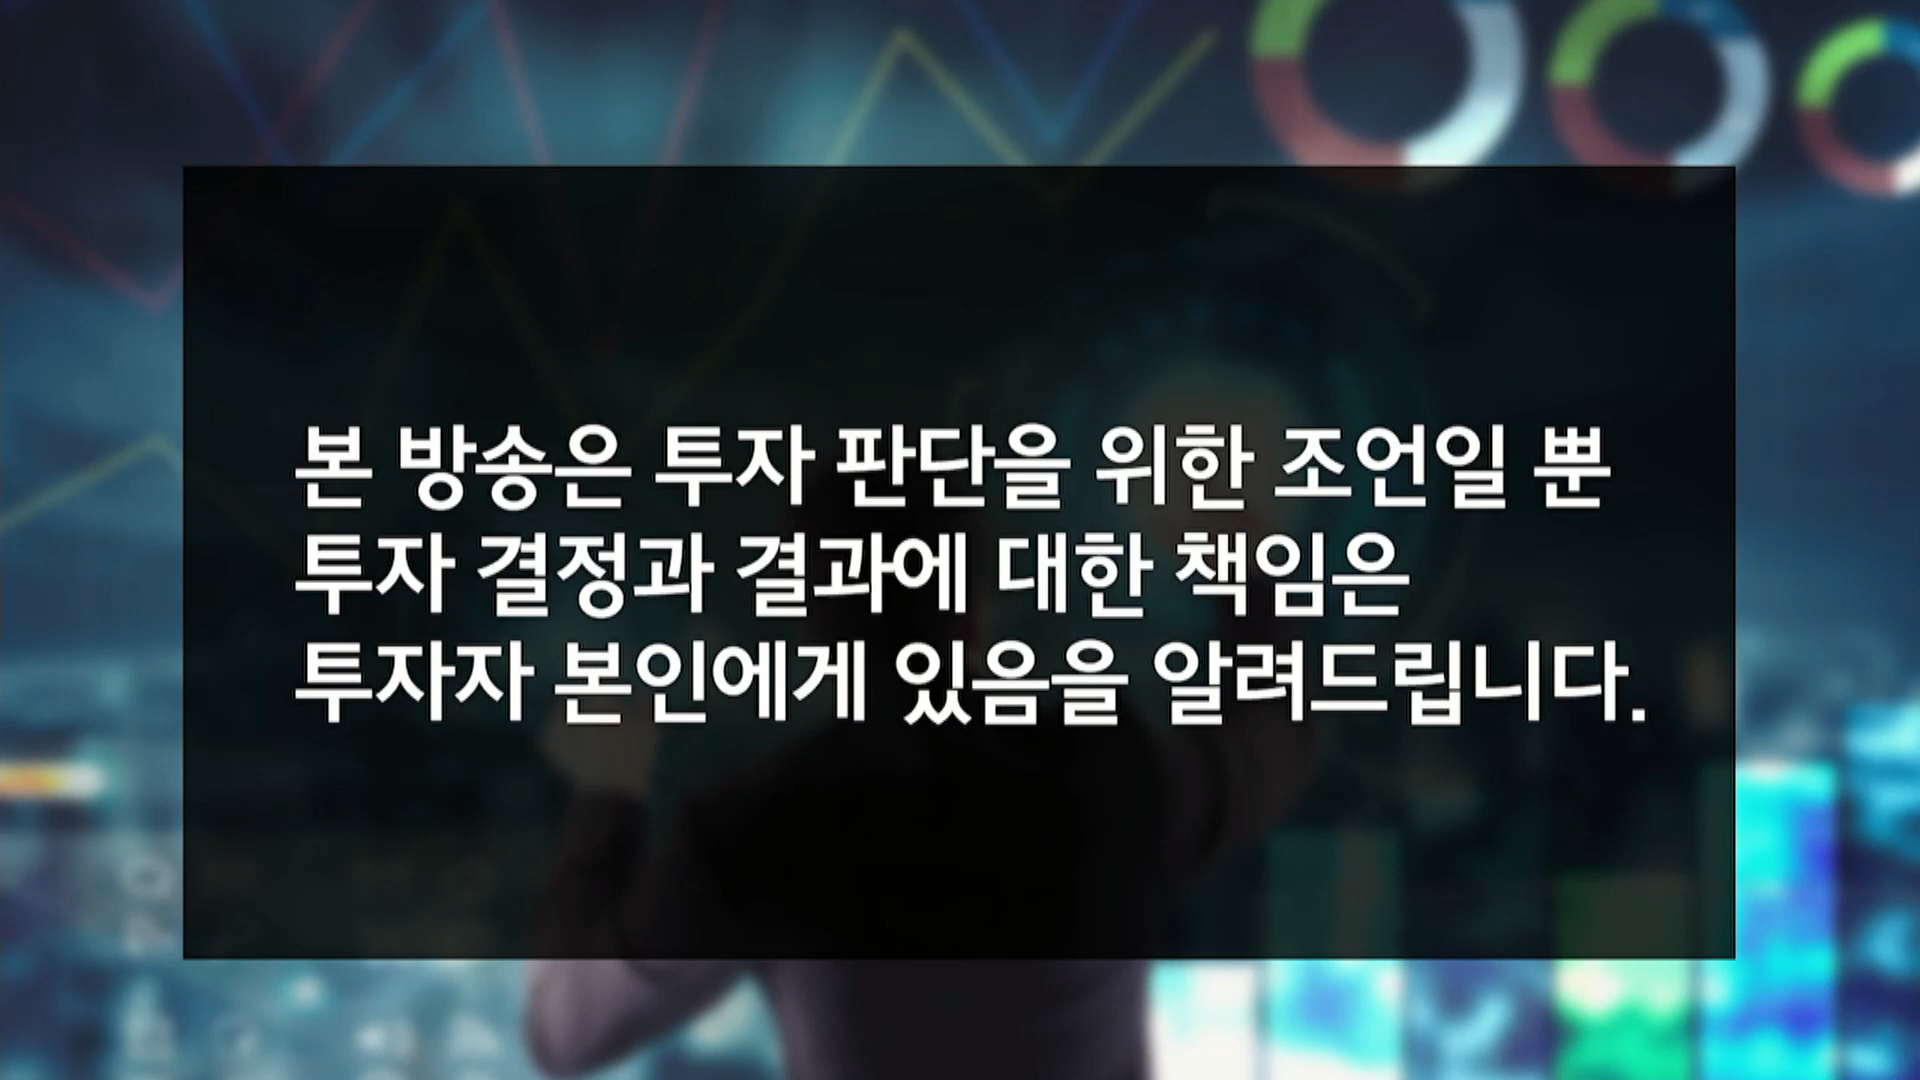 본 방송은 투자 판단을 위한 조언일 뿐
투자 결정과 결과에 대한 책임은
투자자 본인에게 있음을 알려드립니다.